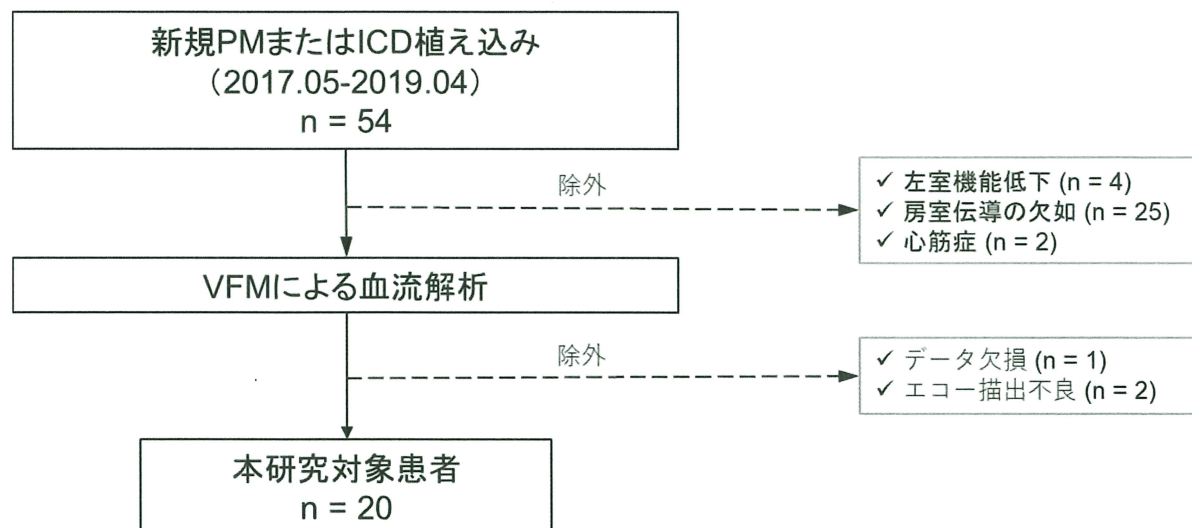 新規PMまたはICD植え込み
（2017.05-2019.04）
n = 54
除外
✓ 左室機能低下 (n = 4)
✓ 房室伝導の欠如 (n = 25)
✓ 心筋症 (n = 2)
VFMによる血流解析
除外
✓ データ欠損 (n = 1)
✓ エコー描出不良 (n = 2)
本研究対象患者
n = 20